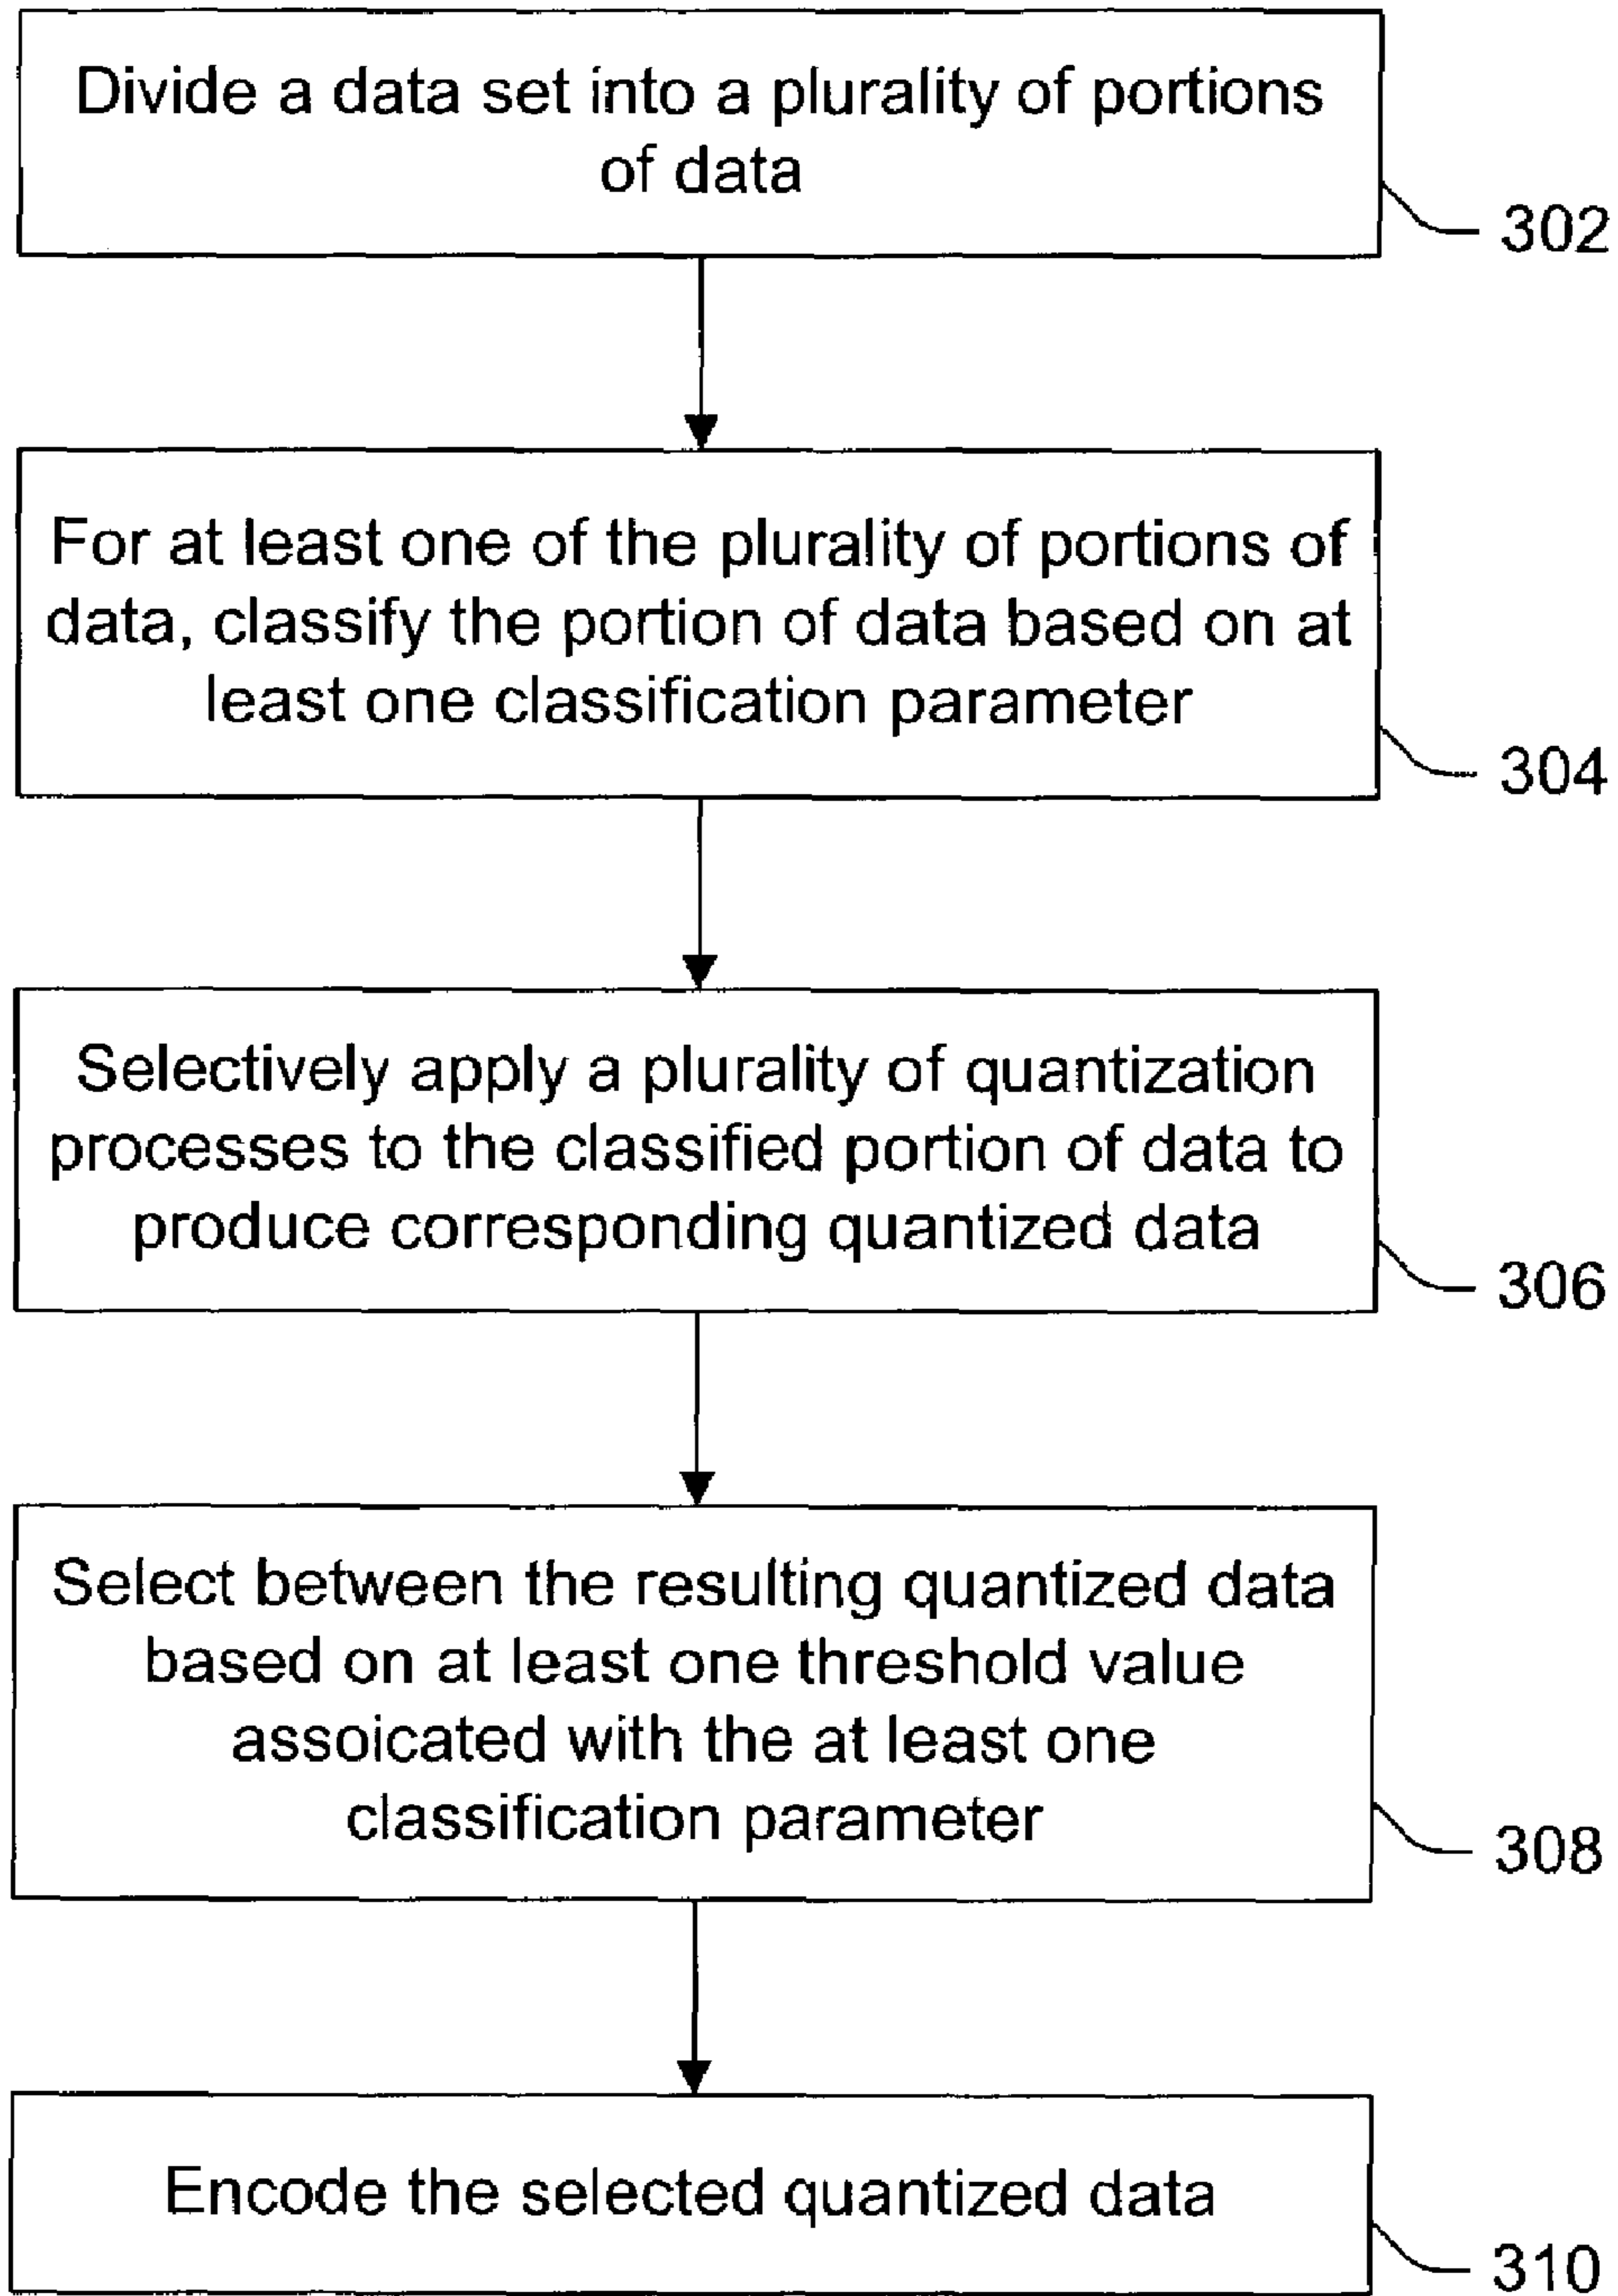 Divide a data set into a plurality of portions
of data
302
For at least one of the plurality of portions of
data, classify the portion of data based on at
least one classification parameter
304
Selectively apply a plurality of quantization
processes to the classified portion of data to
produce corresponding quantized data
306
Select between the resulting quantized data
based on at least one threshold value
assoicated with the at least one
classification parameter
308
Encode the selected quantized data
310